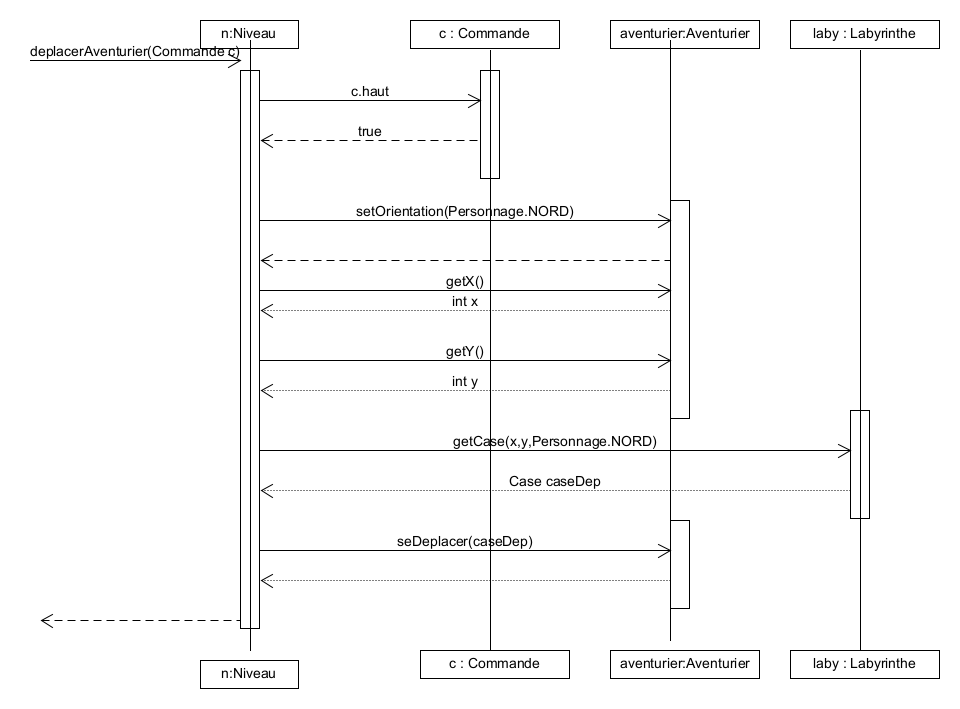 n:Niveau
c : Commande
aventurier:Aventurier
laby : Labyrinthe
deplacerAventurier(Commande c)
c.haut
true
setOrientation(Personnage.NORD)
getX()
int x
getY()
int y
getCase(x,y,Personnage.NORD)
Case caseDep
seDeplacer(caseDep)
n:Niveau
c : Commande
aventurier:Aventurier
laby : Labyrinthe